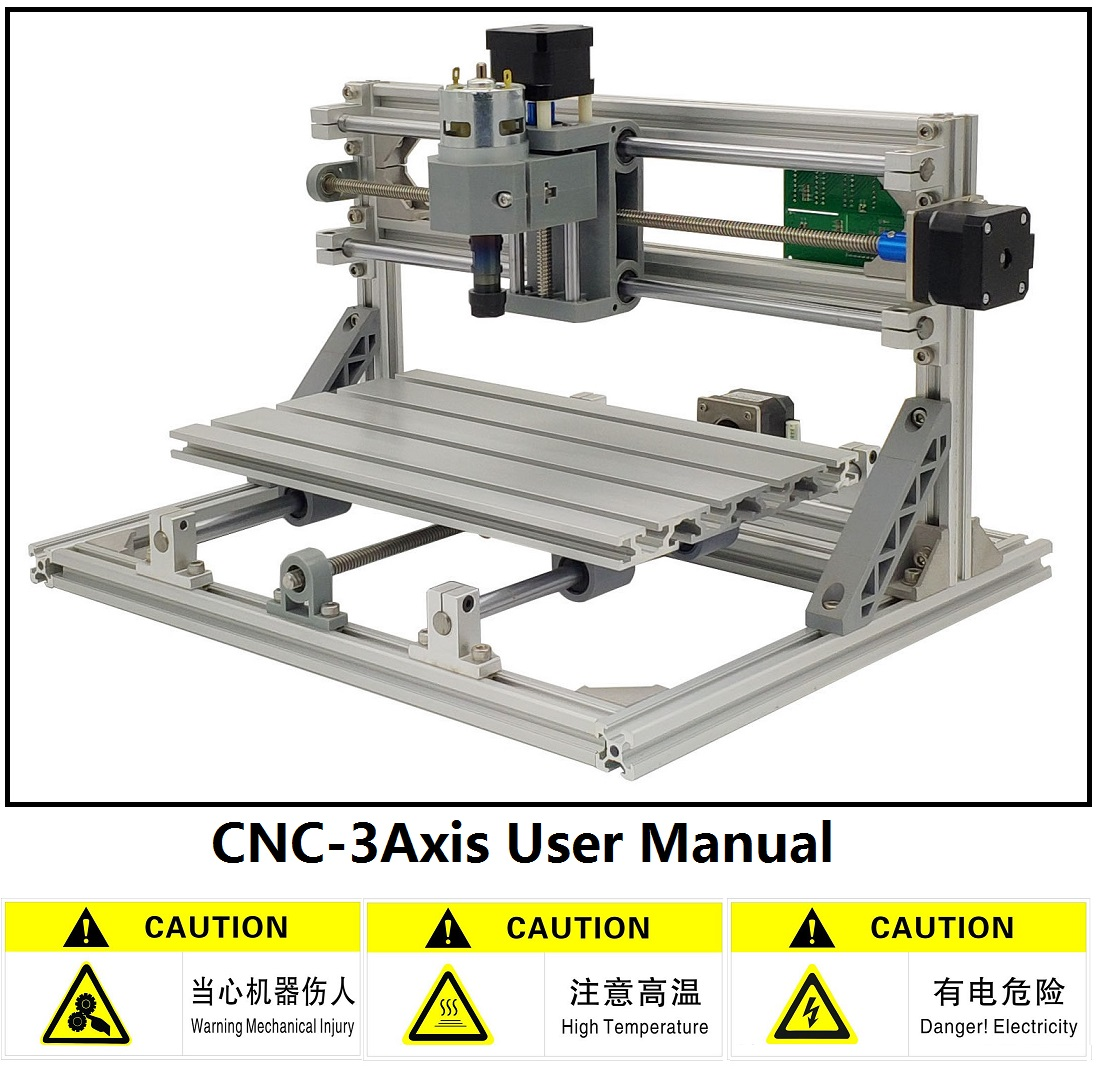 CNC-3Axis User Manual
CAUTION
当心机器伤人
Warning Mechanical Injury
CAUTION
注意高温
High Temperature
CAUTION
有电危险
Danger! Electricity